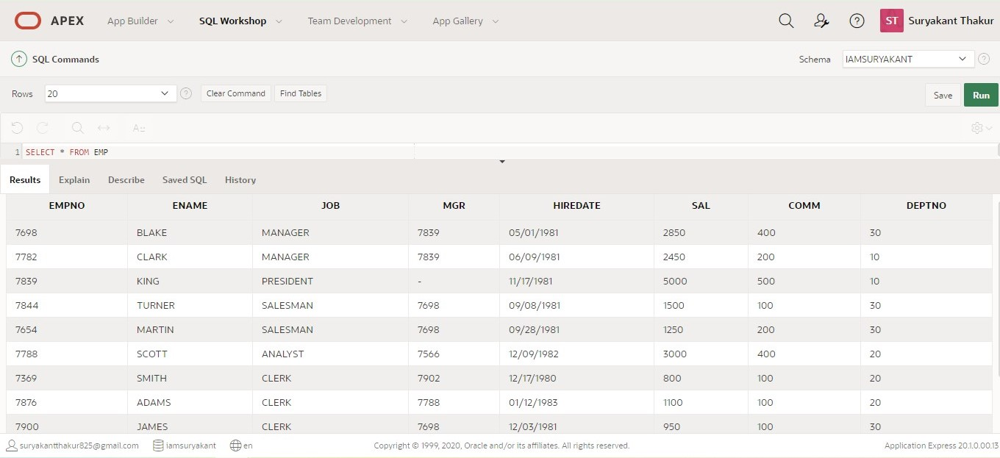 APEX App Builder SQL Workshop Team Development App Gallery ST Suryakant Thakur
SQL Commands Schema IAMSURYAKANT
Rows 20 Clear Command Find Tables Save Run
1 SELECT * FROM EMP
Results Explain Describe Saved SQL History
EMPNO ENAME JOB MGR HIREDATE SAL COMM DEPTNO
7698 BLAKE MANAGER 7839 05/01/1981 2850 400 30
7782 CLARK MANAGER 7839 06/09/1981 2450 200 10
7839 KING PRESIDENT - 11/17/1981 5000 500 10
7844 TURNER SALESMAN 7698 09/08/1981 1500 100 30
7654 MARTIN SALESMAN 7698 09/28/1981 1250 200 30
7788 SCOTT ANALYST 7566 12/09/1982 3000 400 20
7369 SMITH CLERK 7902 12/17/1980 800 100 20
7876 ADAMS CLERK 7788 01/12/1983 1100 100 20
7900 JAMES CLERK 7698 12/03/1981 950 100 30
suryakantthakur825@gmail.com iamsuryakant en Copyright © 1999, 2020, Oracle and/or its affiliates. All rights reserved. Application Express 20.1.0.00.13